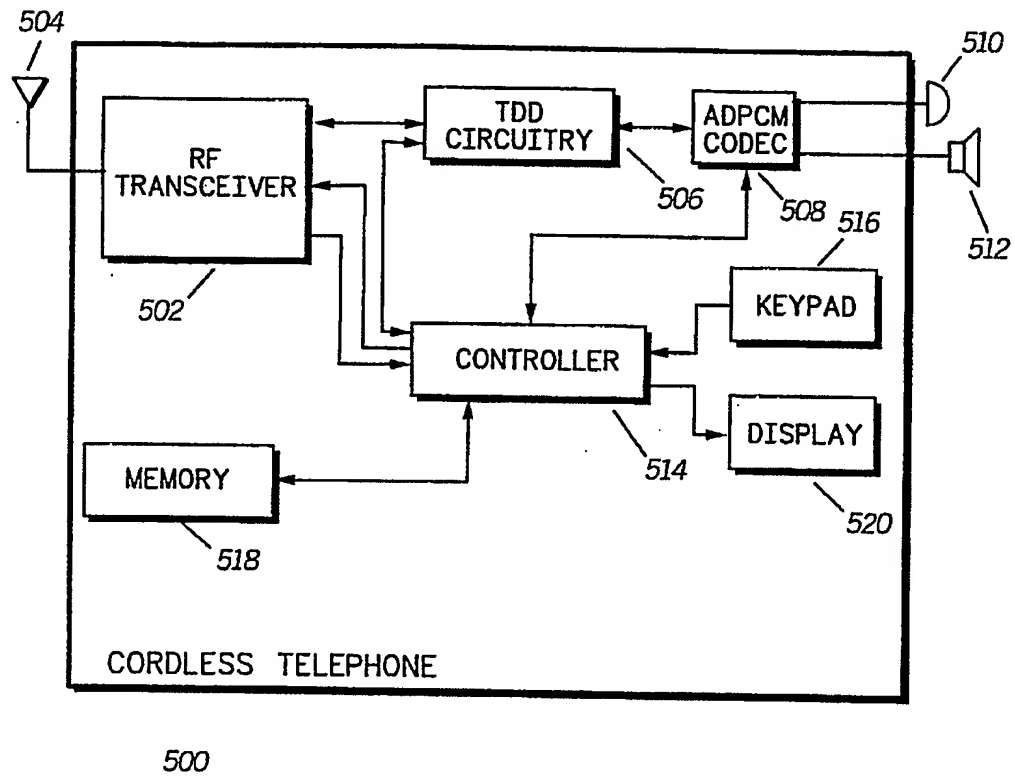 504
510
RF
TRANSCEIVER
TDD
CIRCUITRY
ADPCM
CODEC
506
508
512
502
516
KEYPAD
CONTROLLER
DISPLAY
514
520
MEMORY
518
CORDLESS TELEPHONE
500